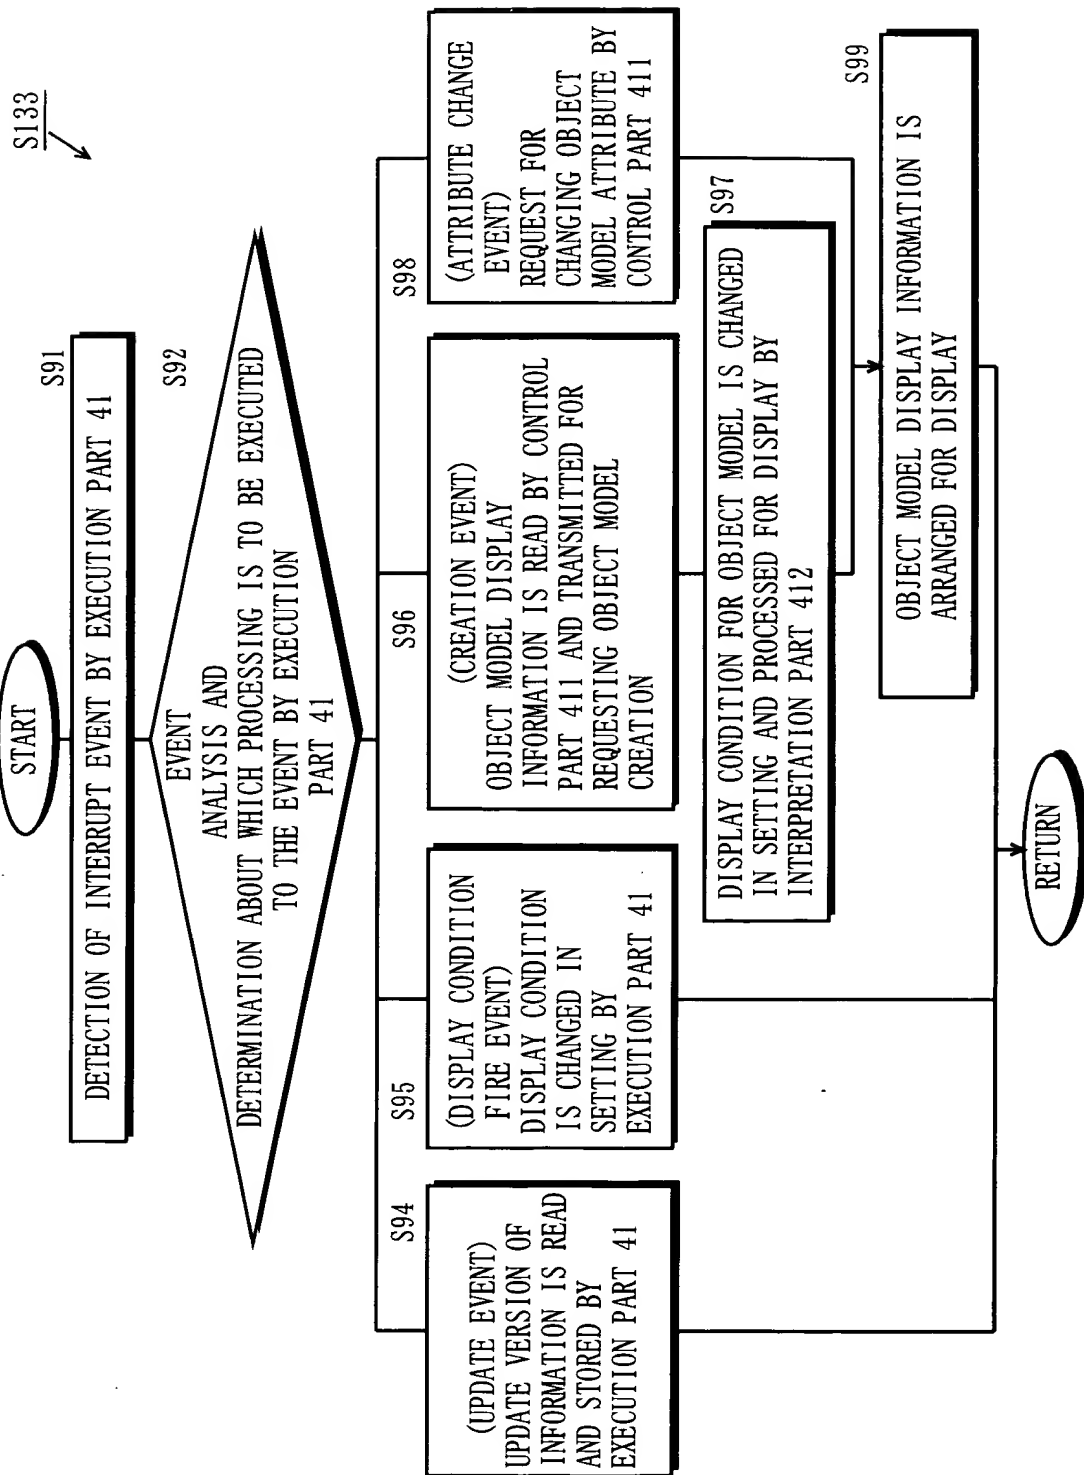 S133
START
S91
DETECTION OF INTERRUPT EVENT BY EXECUTION PART 41
S92
EVENT
ANALYSIS AND
DETERMINATION ABOUT WHICH PROCESSING IS TO BE EXECUTED
TO THE EVENT BY EXECUTION
PART 41
S94
(UPDATE EVENT)
UPDATE VERSION OF
INFORMATION IS READ
AND STORED BY
EXECUTION PART 41
S95
(DISPLAY CONDITION
FIRE EVENT)
DISPLAY CONDITION
IS CHANGED IN
SETTING BY
EXECUTION PART 41
S96
(CREATION EVENT)
OBJECT MODEL DISPLAY
INFORMATION IS READ BY CONTROL
PART 411 AND TRANSMITTED FOR
REQUESTING OBJECT MODEL
CREATION
S98
(ATTRIBUTE CHANGE
EVENT)
REQUEST FOR
CHANGING OBJECT
MODEL ATTRIBUTE BY
CONTROL PART 411
S97
DISPLAY CONDITION FOR OBJECT MODEL IS CHANGED
IN SETTING AND PROCESSED FOR DISPLAY BY
INTERPRETATION PART 412
S99
OBJECT MODEL DISPLAY INFORMATION IS
ARRANGED FOR DISPLAY
RETURN